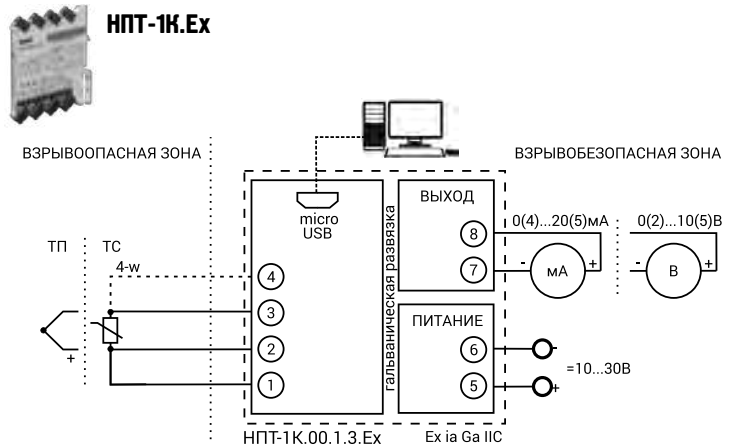 НПТ-1К.Ex
ВЗРЫВООПАСНАЯ ЗОНА
ВЗРЫВОБЕЗОПАСНАЯ ЗОНА
micro
USB
гальваническая развязка
ВЫХОД
8
7
0(4)...20(5)мА
- мА +
0(2)...10(5)В
- В +
ТП
ТС
4-w
+
4
3
2
1
ПИТАНИЕ
6
5
-
+
=10...30В
НПТ-1К.00.1.3.Ex
Ex ia Ga IIC